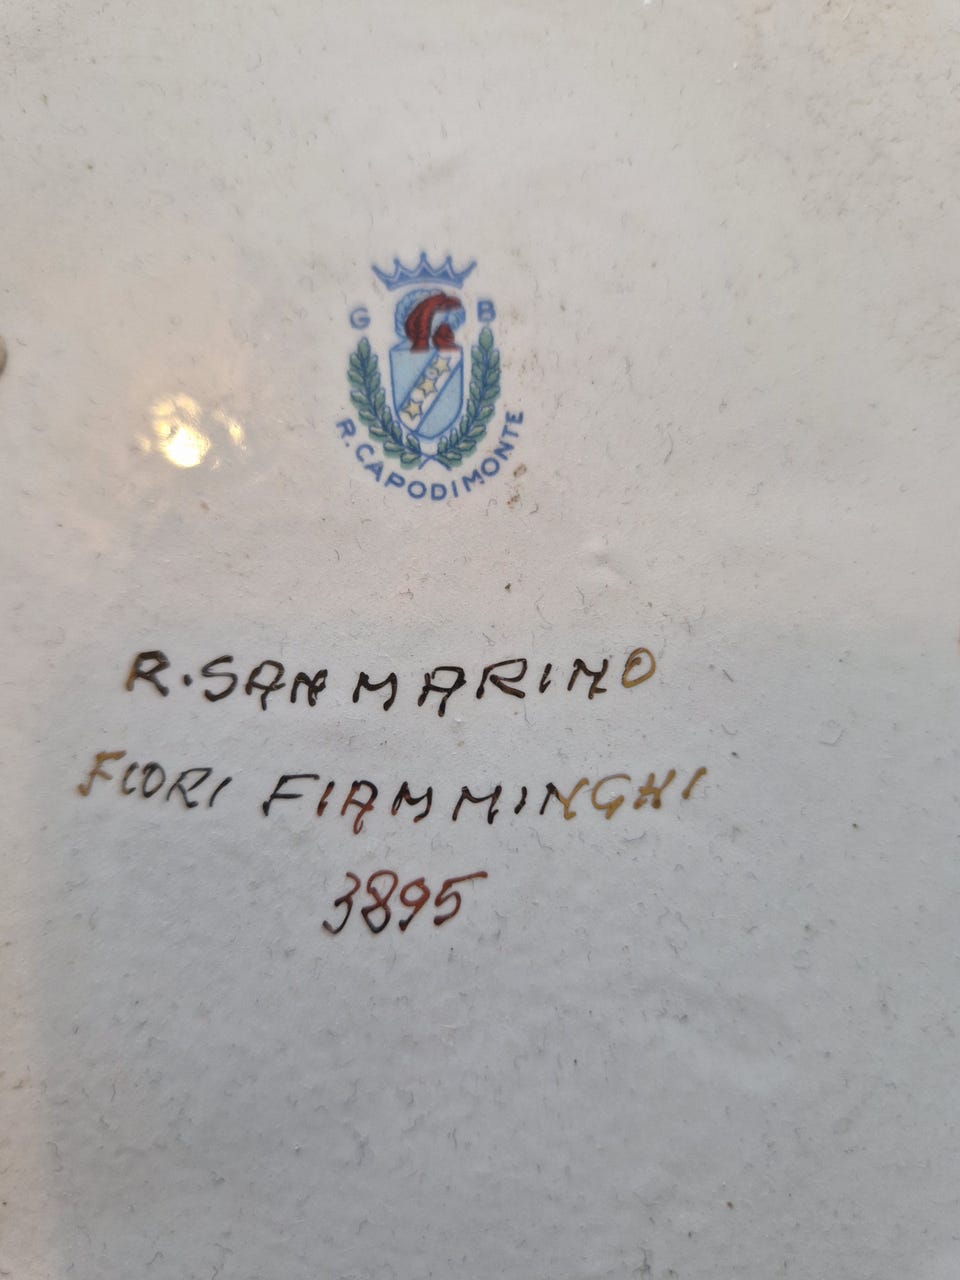 G B
R. CAPODIMONTE
R. SAN MARINO
FIORI FIAMMINGHI
3895